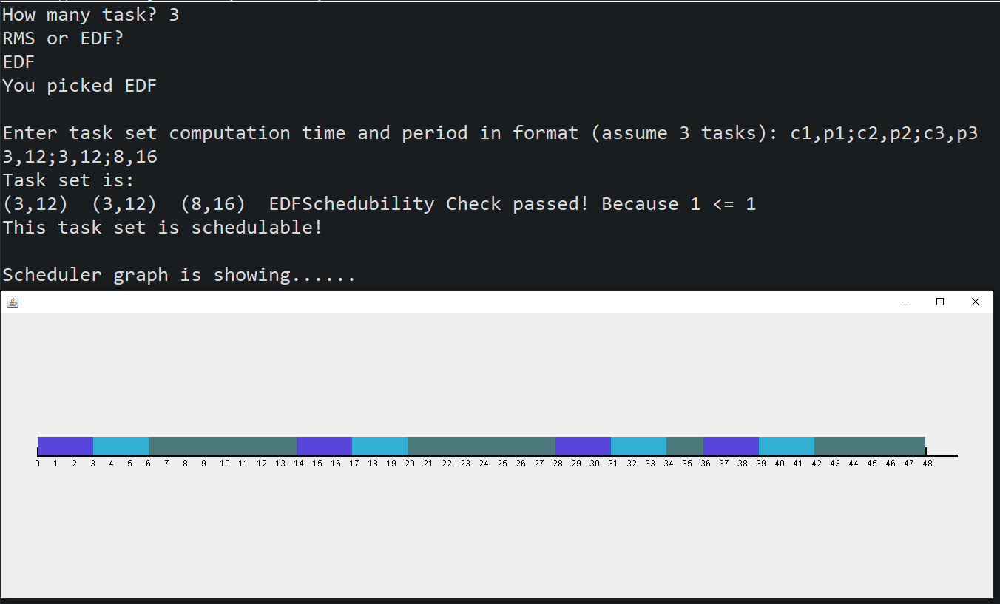 How many task? 3
RMS or EDF?
EDF
You picked EDF
Enter task set computation time and period in format (assume 3 tasks): c1,p1;c2,p2;c3,p3
3,12;3,12;8,16
Task set is:
(3,12)  (3,12)  (8,16)  EDFSchedubility Check passed! Because 1 <= 1
This task set is schedulable!
Scheduler graph is showing......
0 1 2 3 4 5 6 7 8 9 10 11 12 13 14 15 16 17 18 19 20 21 22 23 24 25 26 27 28 29 30 31 32 33 34 35 36 37 38 39 40 41 42 43 44 45 46 47 48